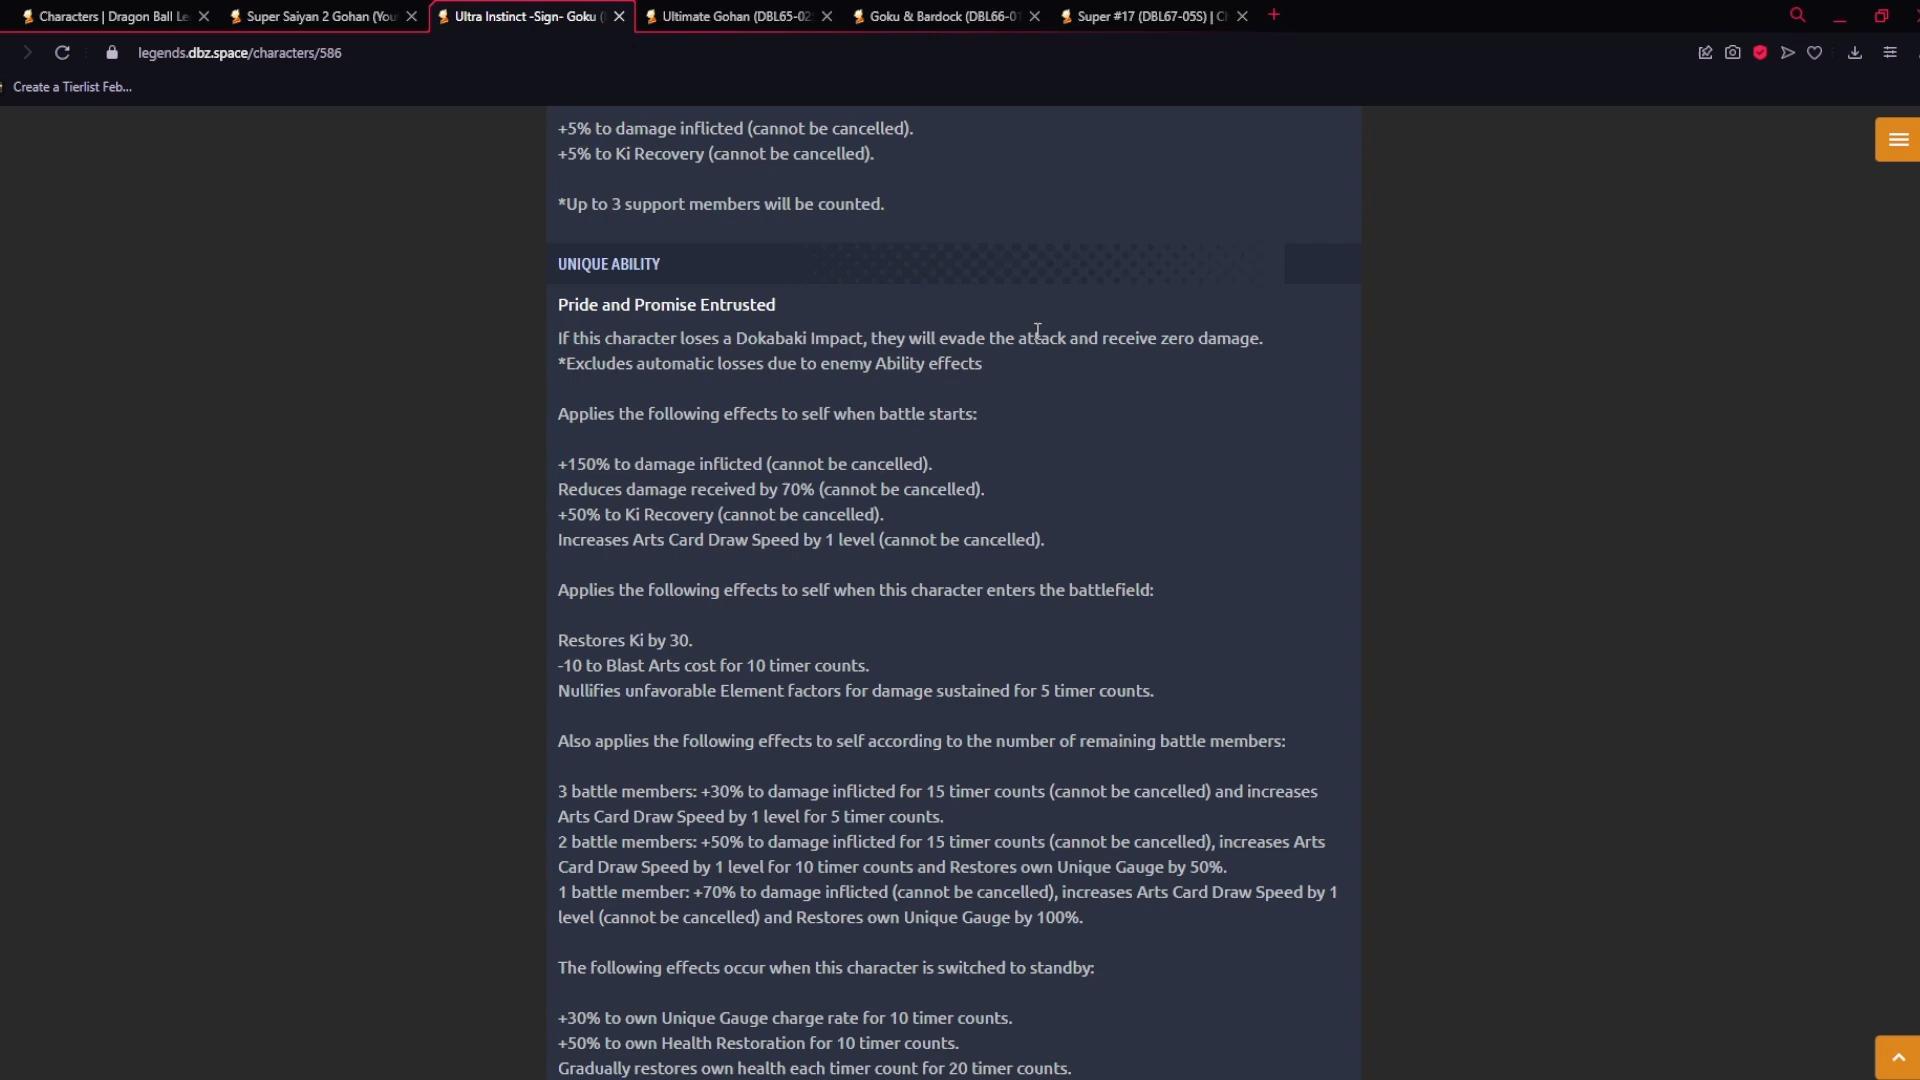 Characters | Dragon Ball Le
Super Saiyan 2 Gohan (You
Ultra Instinct -Sign- Goku (
Ultimate Gohan (DBL65-02
Goku & Bardock (DBL66-01
Super #17 (DBL67-05S) | C
legends.dbz.space/characters/586
Create a Tierlist Feb...
+5% to damage inflicted (cannot be cancelled).
+5% to Ki Recovery (cannot be cancelled).
*Up to 3 support members will be counted.
UNIQUE ABILITY
Pride and Promise Entrusted
If this character loses a Dokabaki Impact, they will evade the attack and receive zero damage.
*Excludes automatic losses due to enemy Ability effects
Applies the following effects to self when battle starts:
+150% to damage inflicted (cannot be cancelled).
Reduces damage received by 70% (cannot be cancelled).
+50% to Ki Recovery (cannot be cancelled).
Increases Arts Card Draw Speed by 1 level (cannot be cancelled).
Applies the following effects to self when this character enters the battlefield:
Restores Ki by 30.
-10 to Blast Arts cost for 10 timer counts.
Nullifies unfavorable Element factors for damage sustained for 5 timer counts.
Also applies the following effects to self according to the number of remaining battle members:
3 battle members: +30% to damage inflicted for 15 timer counts (cannot be cancelled) and increases
Arts Card Draw Speed by 1 level for 5 timer counts.
2 battle members: +50% to damage inflicted for 15 timer counts (cannot be cancelled), increases Arts
Card Draw Speed by 1 level for 10 timer counts and Restores own Unique Gauge by 50%.
1 battle member: +70% to damage inflicted (cannot be cancelled), increases Arts Card Draw Speed by 1
level (cannot be cancelled) and Restores own Unique Gauge by 100%.
The following effects occur when this character is switched to standby:
+30% to own Unique Gauge charge rate for 10 timer counts.
+50% to own Health Restoration for 10 timer counts.
Gradually restores own health each timer count for 20 timer counts.